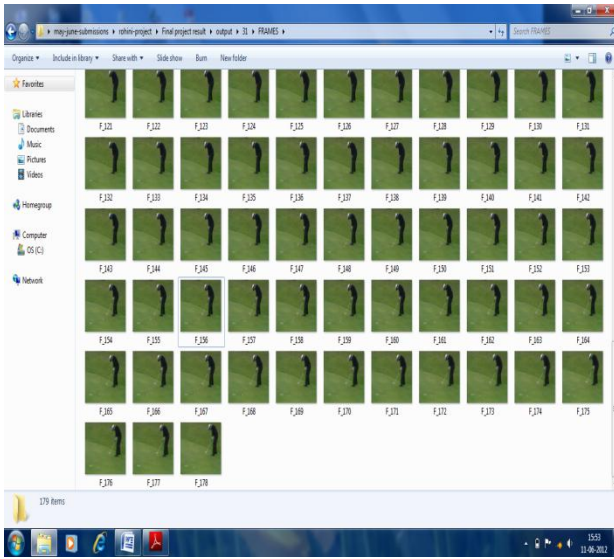 ▸ may-june-submissions ▸ rohini-project ▸ Final project result ▸ output ▸ 31 ▸ FRAMES ▸
Search FRAMES
Organize ▾ Include in library ▾ Share with ▾ Slide show Burn New folder
Favorites
Libraries
Documents
Music
Pictures
Videos
Homegroup
Computer
OS (C:)
Network
F_121 F_122 F_123 F_124 F_125 F_126 F_127 F_128 F_129 F_130 F_131
F_132 F_133 F_134 F_135 F_136 F_137 F_138 F_139 F_140 F_141 F_142
F_143 F_144 F_145 F_146 F_147 F_148 F_149 F_150 F_151 F_152 F_153
F_154 F_155 F_156 F_157 F_158 F_159 F_160 F_161 F_162 F_163 F_164
F_165 F_166 F_167 F_168 F_169 F_170 F_171 F_172 F_173 F_174 F_175
F_176 F_177 F_178
179 items
15:53
11-06-2012